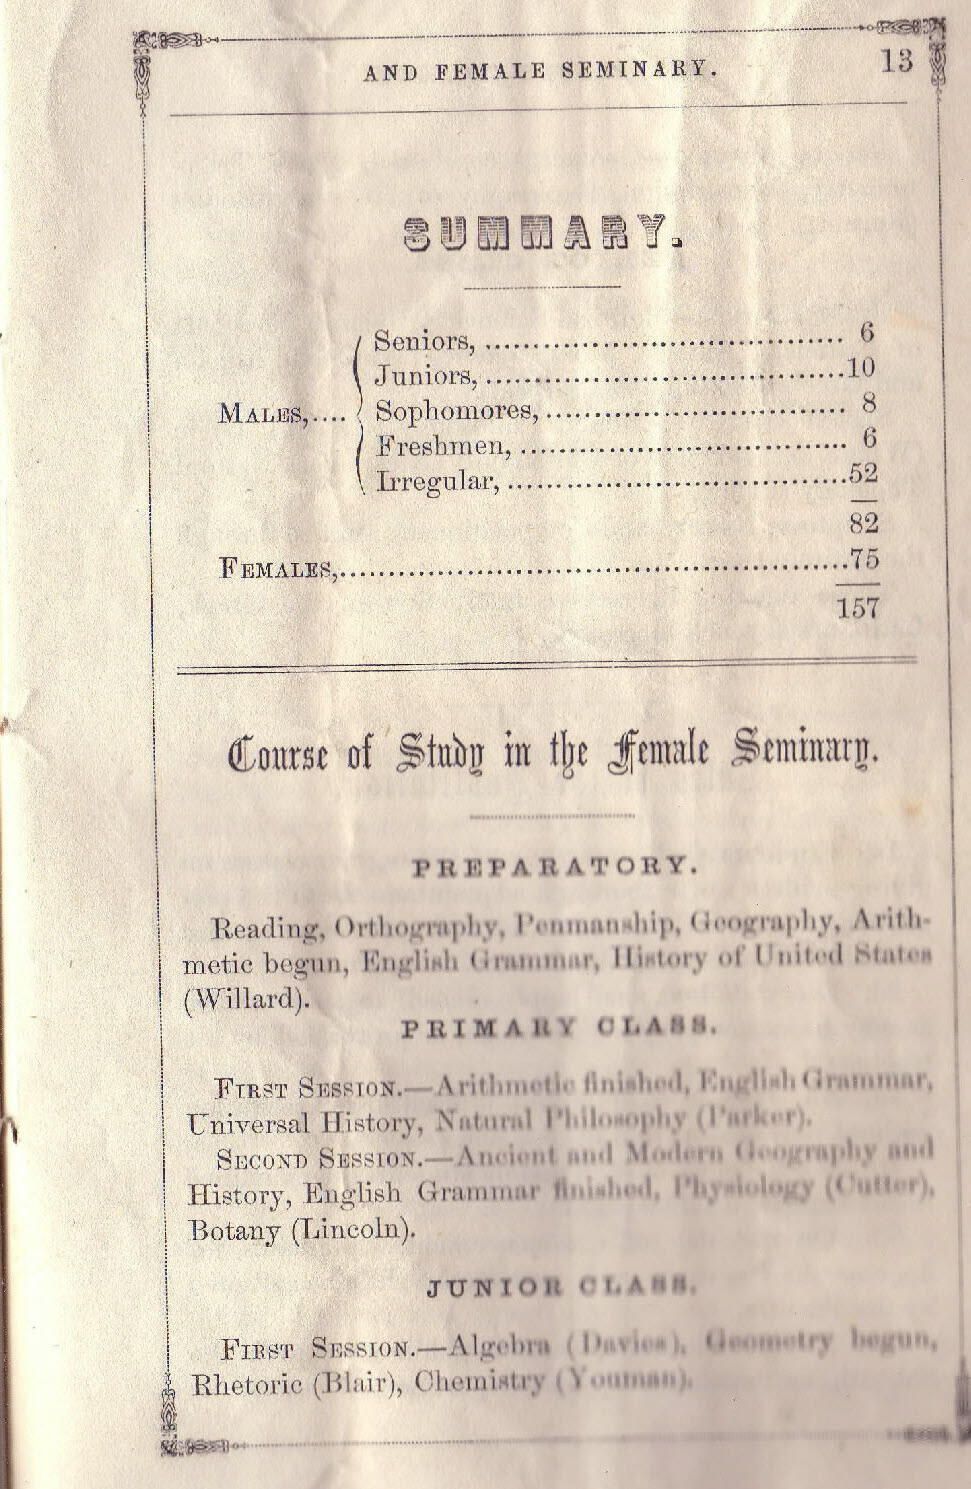 AND FEMALE SEMINARY.
13
SUMMARY.
Seniors, ........................................ 6
Juniors, ........................................10
MALES,.... Sophomores, ................................. 8
Freshmen, ................................... 6
Irregular, .....................................52
82
FEMALES,.......................................................75
157
Course of Study in the Female Seminary.
PREPARATORY.
Reading, Orthography, Penmanship, Geography, Arith-
metic begun, English Grammar, History of United States
(Willard).
PRIMARY CLASS.
FIRST SESSION.—Arithmetic finished, English Grammar,
Universal History, Natural Philosophy (Parker).
SECOND SESSION.—Ancient and Modern Geography and
History, English Grammar finished, Physiology (Cutter),
Botany (Lincoln).
JUNIOR CLASS.
FIRST SESSION.—Algebra (Davies), Geometry begun,
Rhetoric (Blair), Chemistry (Youman).